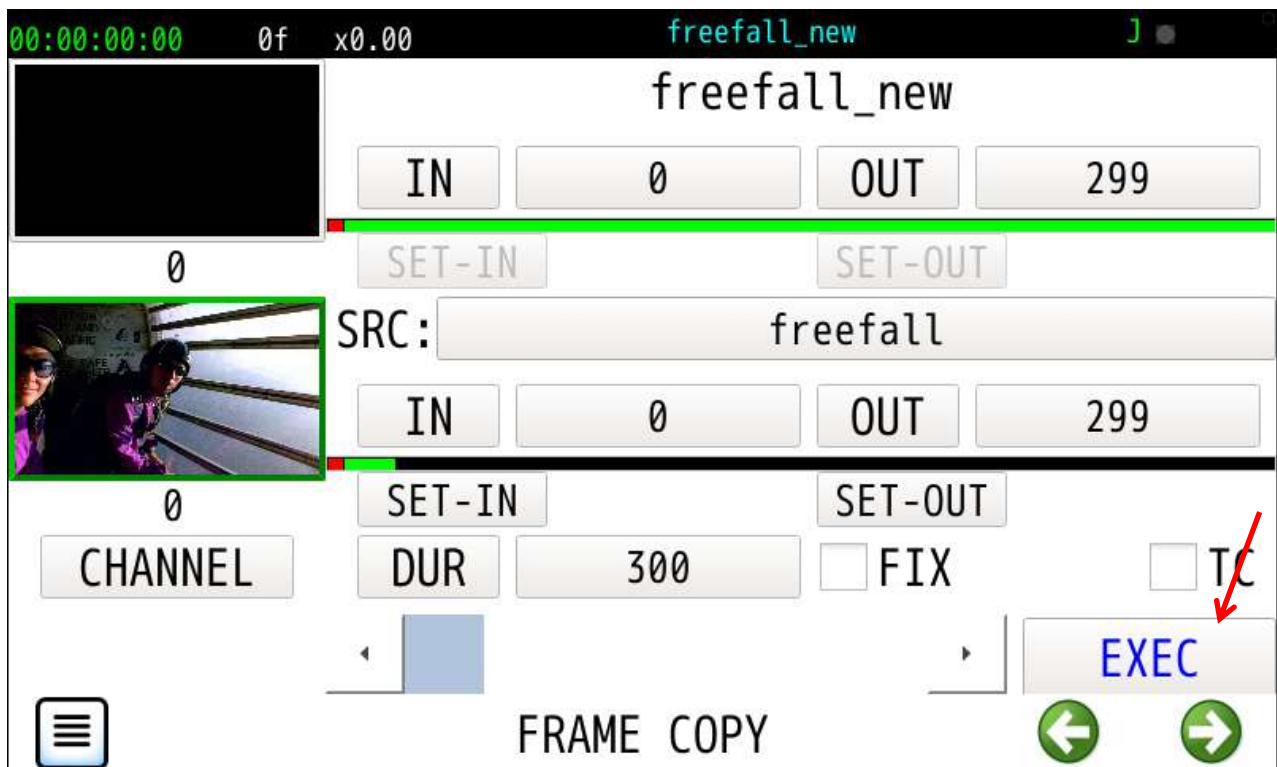 00:00:00:00 0f x0.00 freefall_new J
freefall_new
IN 0 OUT 299
0
SET-IN SET-OUT
SRC: freefall
IN 0 OUT 299
0
SET-IN SET-OUT
CHANNEL DUR 300 FIX TC
EXEC
FRAME COPY